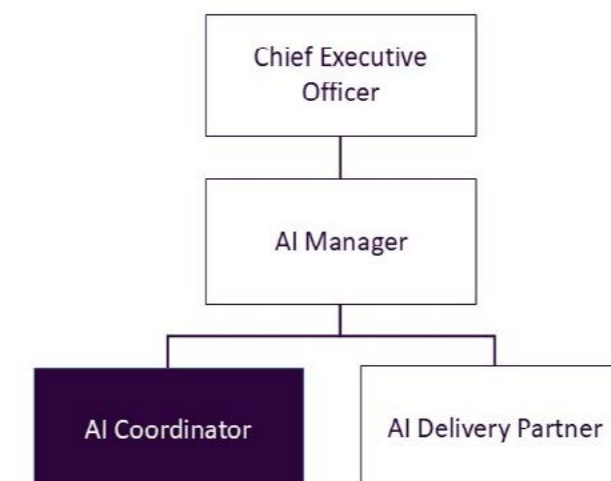 Chief Executive
Officer
AI Manager
AI Coordinator
AI Delivery Partner